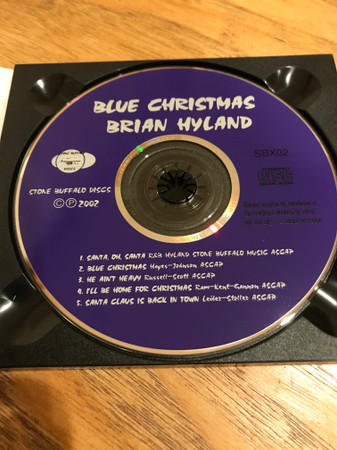 BLUE CHRISTMAS
BRIAN HYLAND
STONE BUFFALO DISCS
© ℗ 2002
SBX02
1. SANTA, OH, SANTA R&B HYLAND STONE BUFFALO MUSIC ASCAP
2. BLUE CHRISTMAS Hayes-Johnson ASCAP
3. HE AINT HEAVY Russell-Scott ASCAP
4. I'LL BE HOME FOR CHRISTMAS Ram-Kent-Gannon ASCAP
5. SANTA CLAUS IS BACK IN TOWN Leiber-Stoller ASCAP